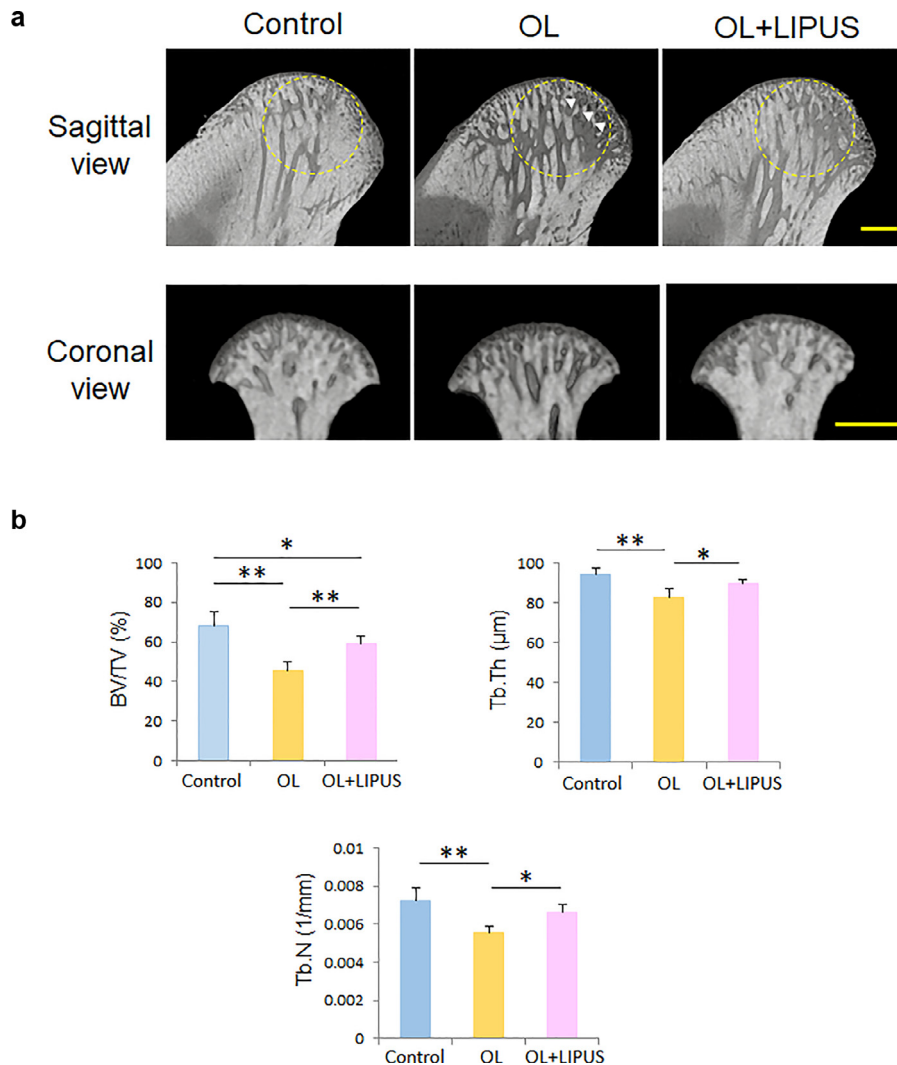 a
Control
OL
OL+LIPUS
Sagittal
view
Coronal
view
b
*
**
**
BV/TV (%)
100
80
60
40
20
0
Control
OL
OL+LIPUS
**
*
Tb.Th (μm)
100
80
60
40
20
0
Control
OL
OL+LIPUS
**
*
Tb.N (1/mm)
0.01
0.008
0.006
0.004
0.002
0
Control
OL
OL+LIPUS